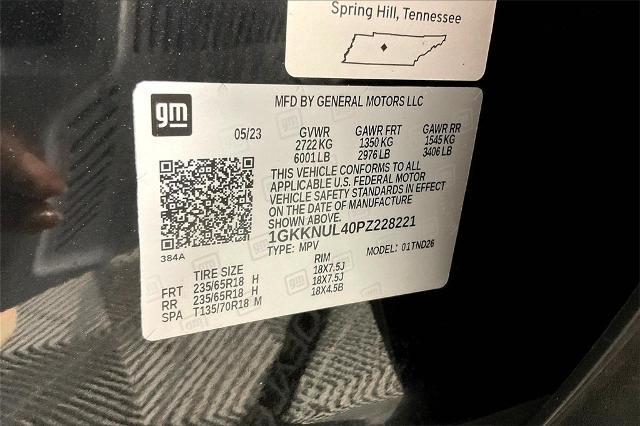 Spring Hill, Tennessee
gm
MFD BY GENERAL MOTORS LLC
05/23 GVWR GAWR FRT GAWR RR
2722 KG 1350 KG 1545 KG
6001 LB 2976 LB 3406 LB
THIS VEHICLE CONFORMS TO ALL
APPLICABLE U.S. FEDERAL MOTOR
VEHICLE SAFETY STANDARDS IN EFFECT
ON THE DATE OF MANUFACTURE
SHOWN ABOVE.
1GKKNUL40PZ228221
384A TYPE: MPV MODEL: 01TND26
TIRE SIZE RIM
FRT 235/65R18 H 18X7.5J
RR 235/65R18 H 18X7.5J
SPA T135/70R18 M 18X4.5B